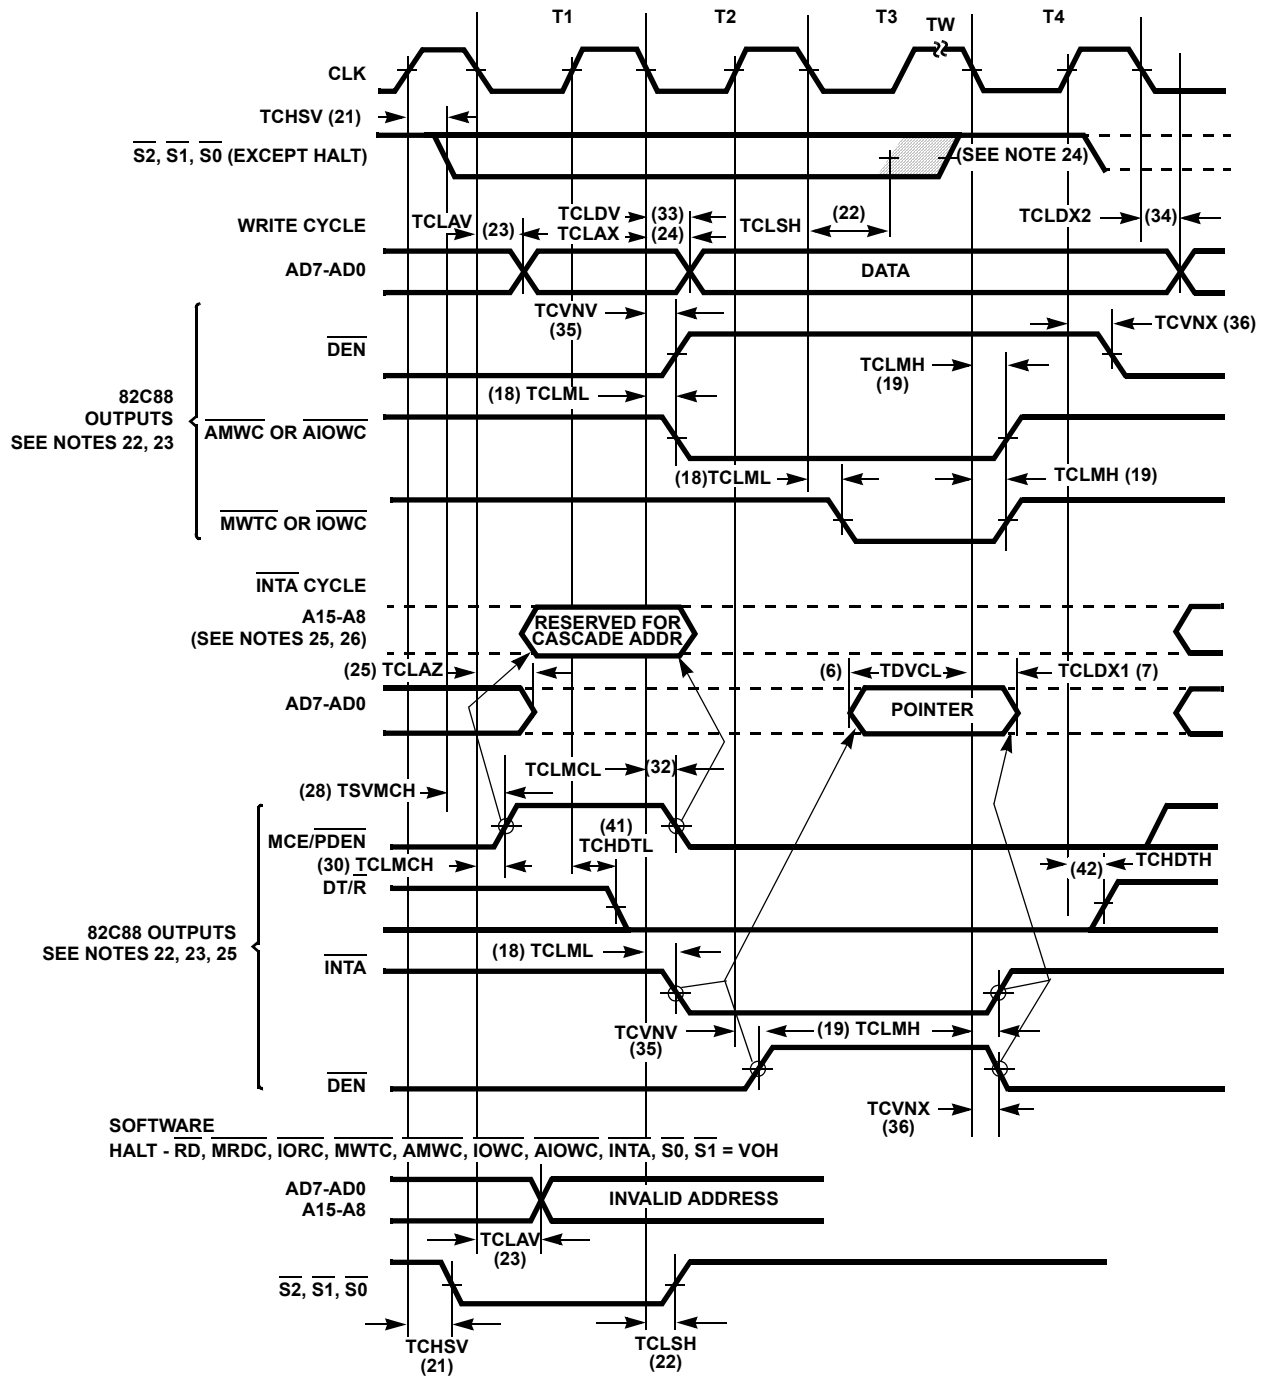 T1 T2 T3 TW T4
CLK
TCHSV (21)
S2, S1, S0 (EXCEPT HALT)
(SEE NOTE 24)
WRITE CYCLE
TCLAV (23)
TCLDV (33)
TCLAX (24)
TCLSH (22)
TCLDX2 (34)
AD7-AD0
DATA
TCVNV
(35)
TCVNX (36)
DEN
TCLMH
(19)
(18) TCLML
82C88
OUTPUTS
SEE NOTES 22, 23
AMWC OR AIOWC
(18)TCLML
TCLMH (19)
MWTC OR IOWC
INTA CYCLE
A15-A8
(SEE NOTES 25, 26)
RESERVED FOR
CASCADE ADDR
(25) TCLAZ
(6) TDVCL
TCLDX1 (7)
AD7-AD0
POINTER
TCLMCL (32)
(28) TSVMCH
MCE/PDEN
(41)
TCHDTL
(30) TCLMCH
(42) TCHDTH
DT/R
82C88 OUTPUTS
SEE NOTES 22, 23, 25
(18) TCLML
INTA
TCVNV
(35)
(19) TCLMH
DEN
TCVNX
(36)
SOFTWARE
HALT - RD, MRDC, IORC, MWTC, AMWC, IOWC, AIOWC, INTA, S0, S1 = VOH
AD7-AD0
A15-A8
INVALID ADDRESS
TCLAV
(23)
S2, S1, S0
TCHSV
(21)
TCLSH
(22)